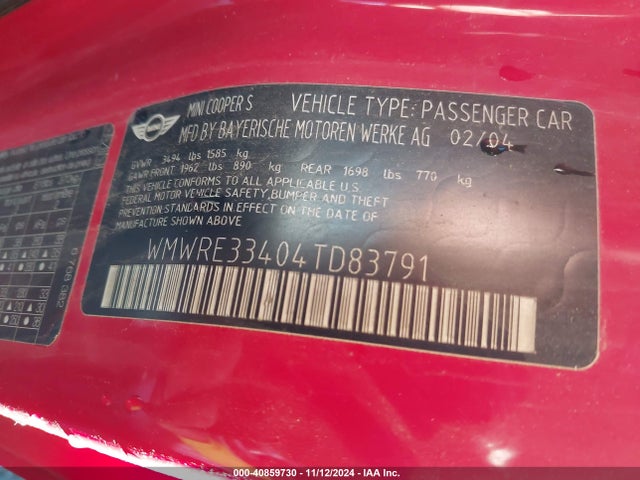 MINI COOPER S VEHICLE TYPE: PASSENGER CAR
MFD BY BAYERISCHE MOTOREN WERKE AG 02/04
GVWR 3494 lbs 1585 kg
GAWR:FRONT 1962 lbs 890 kg REAR 1698 lbs 770 kg
THIS VEHICLE CONFORMS TO ALL APPLICABLE U.S.
FEDERAL MOTOR VEHICLE SAFETY,BUMPER,AND THEFT
PREVENTION.STANDARDS IN EFFECT ON THE DATE OF
MANUFACTURE SHOWN ABOVE
WMWRE33404TD83791
000-40859730 - 11/12/2024 - IAA Inc.